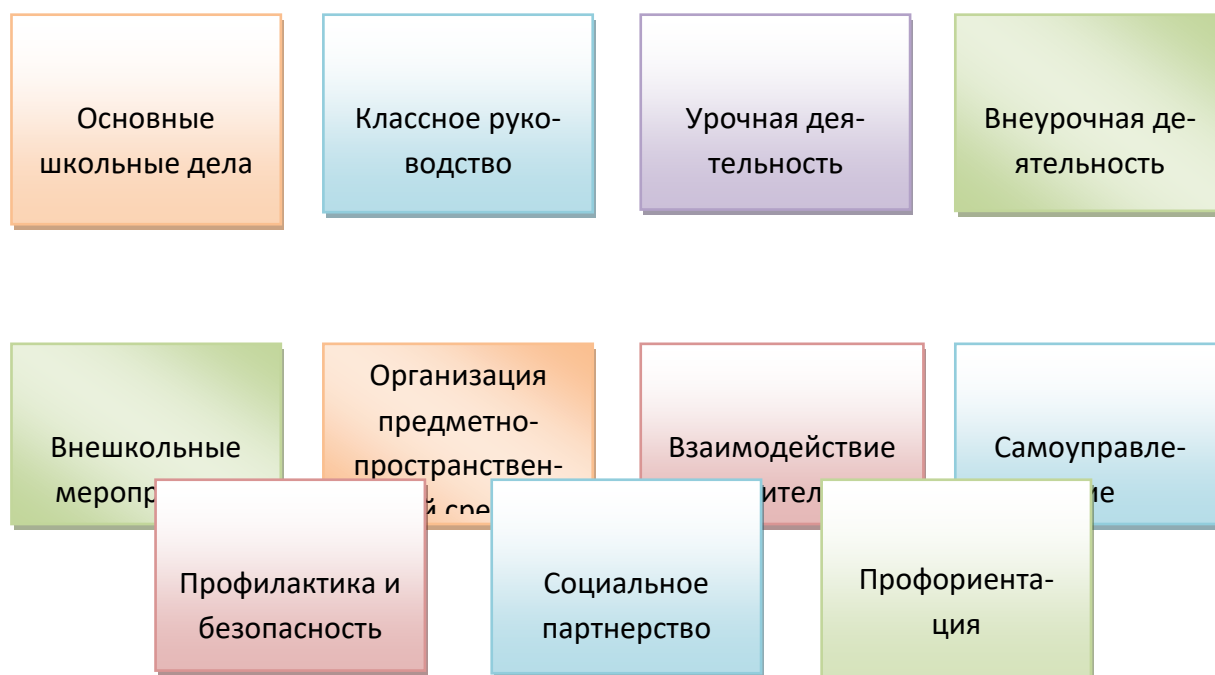 Основные
школьные дела
Классное руко-
водство
Урочная дея-
тельность
Внеурочная де-
ятельность
Внешкольные
Организация
предметно-
пространствен-
Взаимодействие
Самоуправле-
Профилактика и
безопасность
Социальное
партнерство
Профориента-
ция